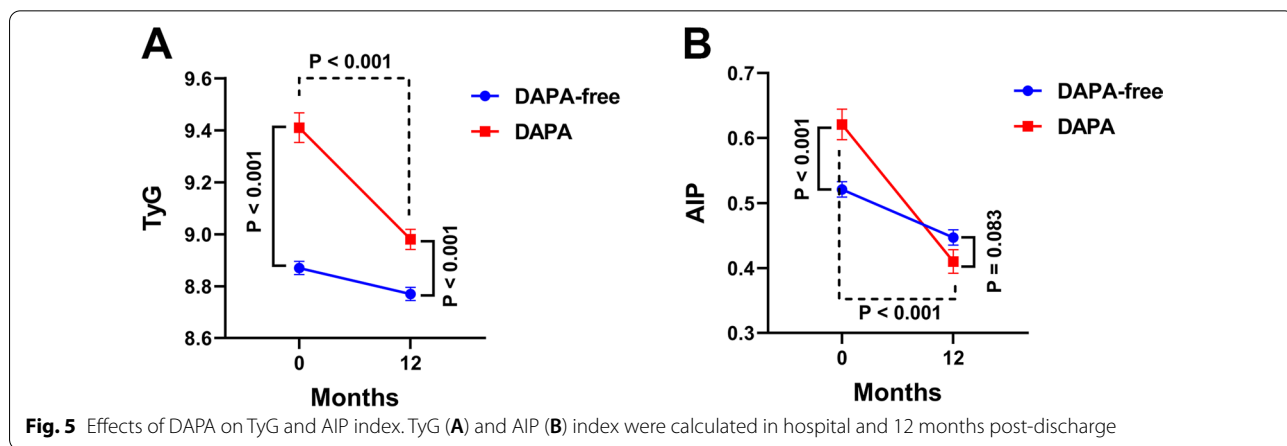 A
P < 0.001
9.6
9.4
9.2
9.0
8.8
8.6
TyG
P < 0.001
P < 0.001
0
12
Months
DAPA-free
DAPA
B
0.7
0.6
0.5
0.4
0.3
AIP
P < 0.001
P = 0.083
P < 0.001
0
12
Months
DAPA-free
DAPA
Fig. 5 Effects of DAPA on TyG and AIP index. TyG (A) and AIP (B) index were calculated in hospital and 12 months post-discharge